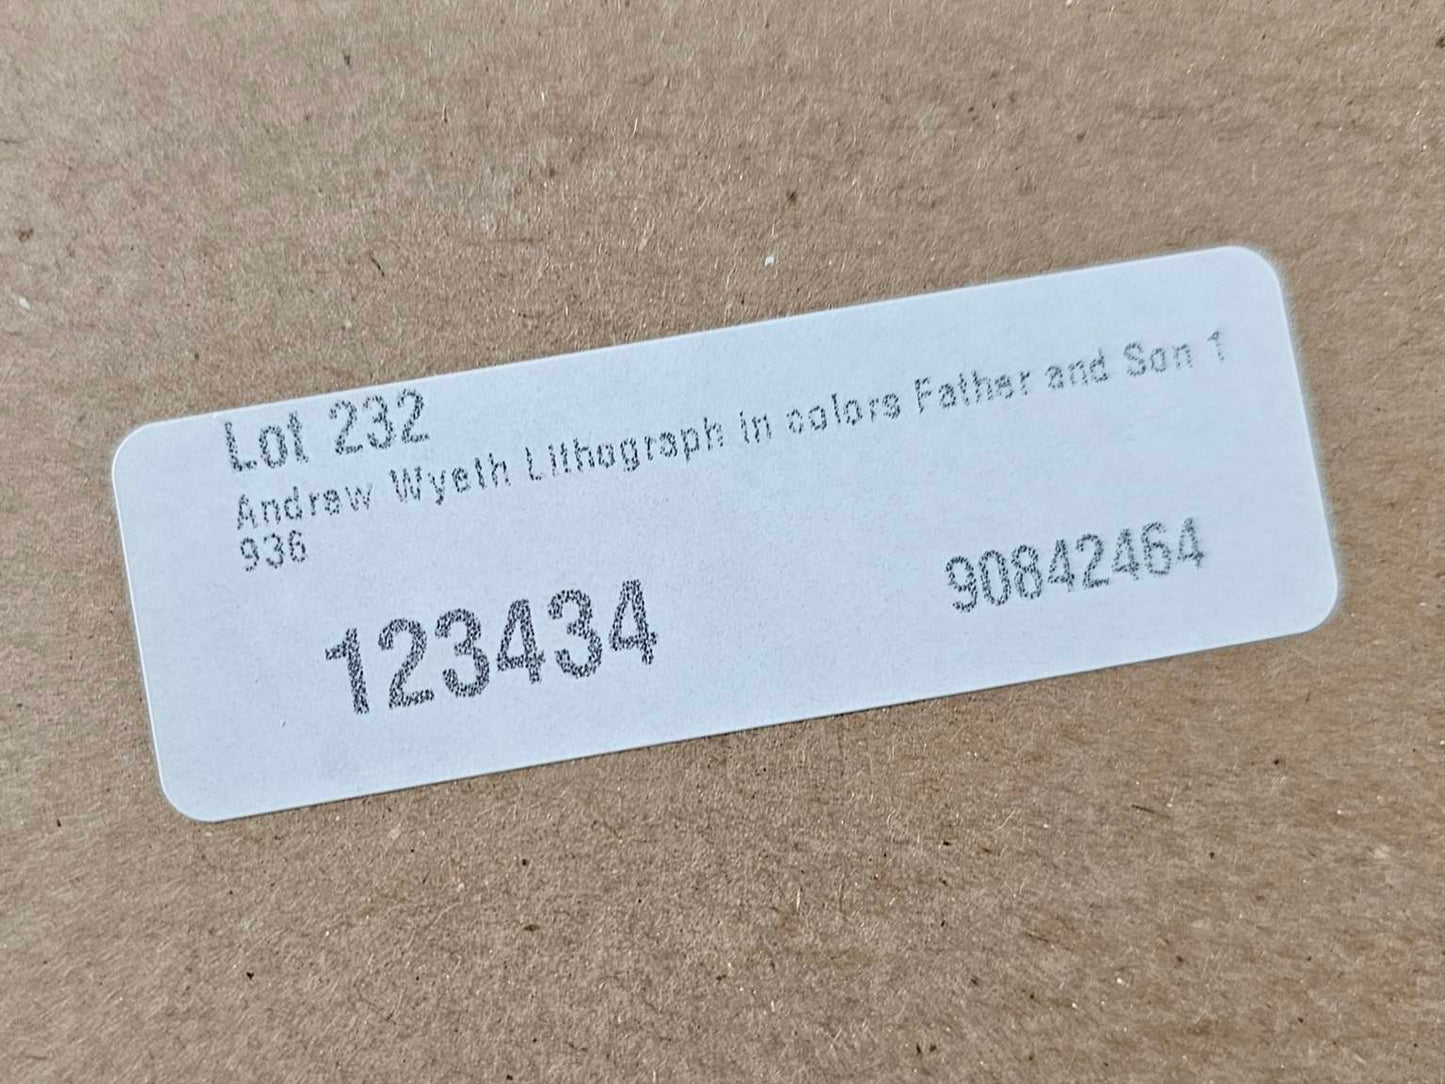 Lot 232
Andrew Wyeth Lithograph in colors Father and Son 1
936
123434
90842464